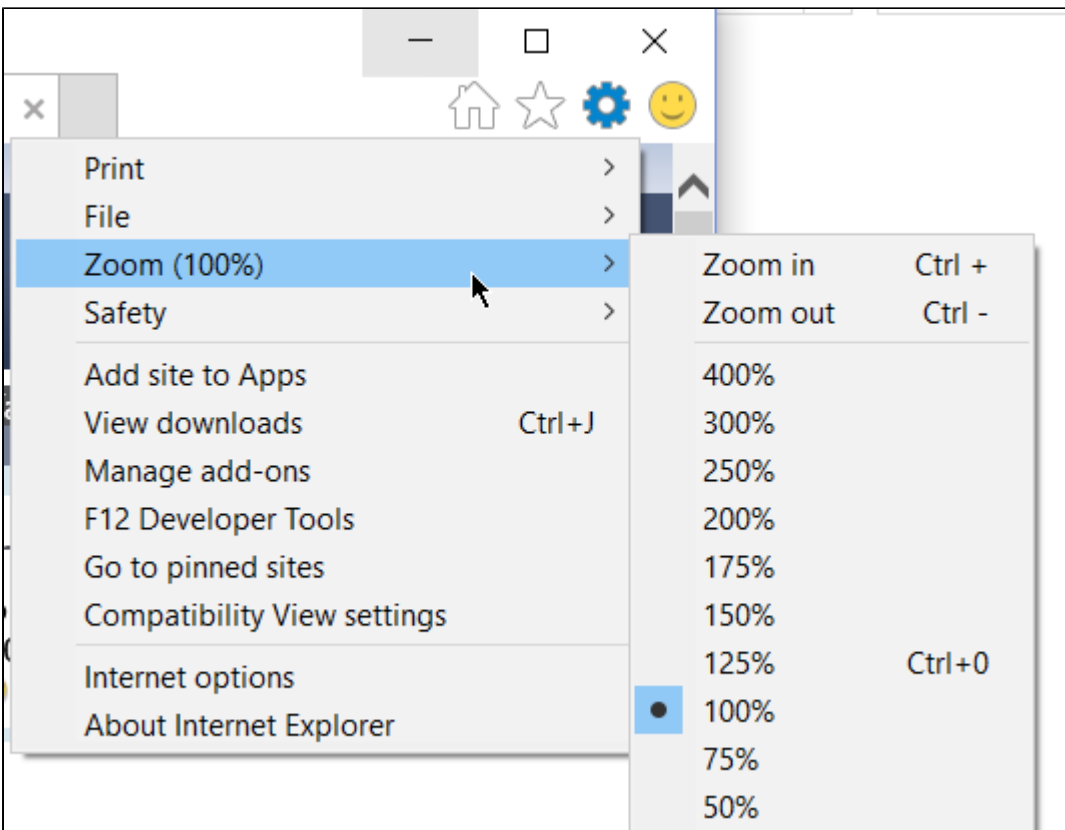 Print
File
Zoom (100%)
Safety
Add site to Apps
View downloads Ctrl+J
Manage add-ons
F12 Developer Tools
Go to pinned sites
Compatibility View settings
Internet options
About Internet Explorer
Zoom in Ctrl +
Zoom out Ctrl -
400%
300%
250%
200%
175%
150%
125% Ctrl+0
100%
75%
50%